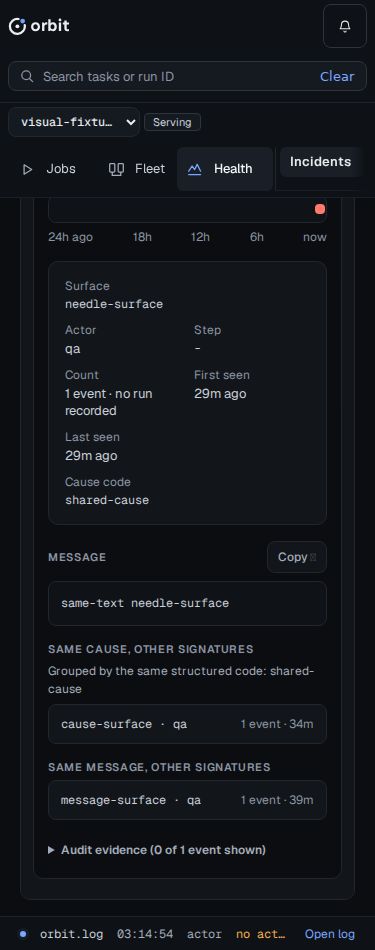 orbit
Search tasks or run ID
Clear
visual-fixtu…
Serving
Jobs
Fleet
Health
Incidents
24h ago 18h 12h 6h now
Surface
needle-surface
Actor Step
qa –
Count First seen
1 event · no run 29m ago
recorded
Last seen
29m ago
Cause code
shared-cause
MESSAGE Copy
same-text needle-surface
SAME CAUSE, OTHER SIGNATURES
Grouped by the same structured code: shared-
cause
cause-surface · qa 1 event · 34m
SAME MESSAGE, OTHER SIGNATURES
message-surface · qa 1 event · 39m
Audit evidence (0 of 1 event shown)
orbit.log 03:14:54 actor no act… Open log